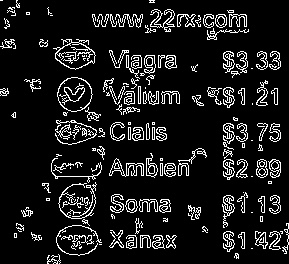 www.22rx.com
Viagra $3.33
Valium $1.21
Cialis $3.75
Ambien $2.89
Soma $1.13
Xanax $1.42